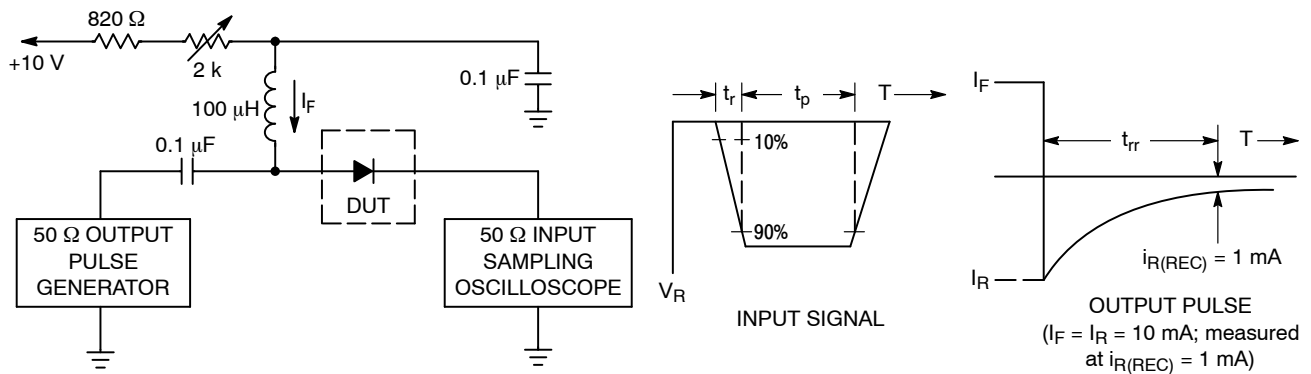 820 Ω
+10 V
2 k
0.1 μF
100 μH
I_F
0.1 μF
DUT
50 Ω OUTPUT
PULSE
GENERATOR
50 Ω INPUT
SAMPLING
OSCILLOSCOPE
t_r
t_p
T
10%
90%
V_R
INPUT SIGNAL
I_F
t_rr
T
i_R(REC) = 1 mA
I_R
OUTPUT PULSE
(I_F = I_R = 10 mA; measured
at i_R(REC) = 1 mA)